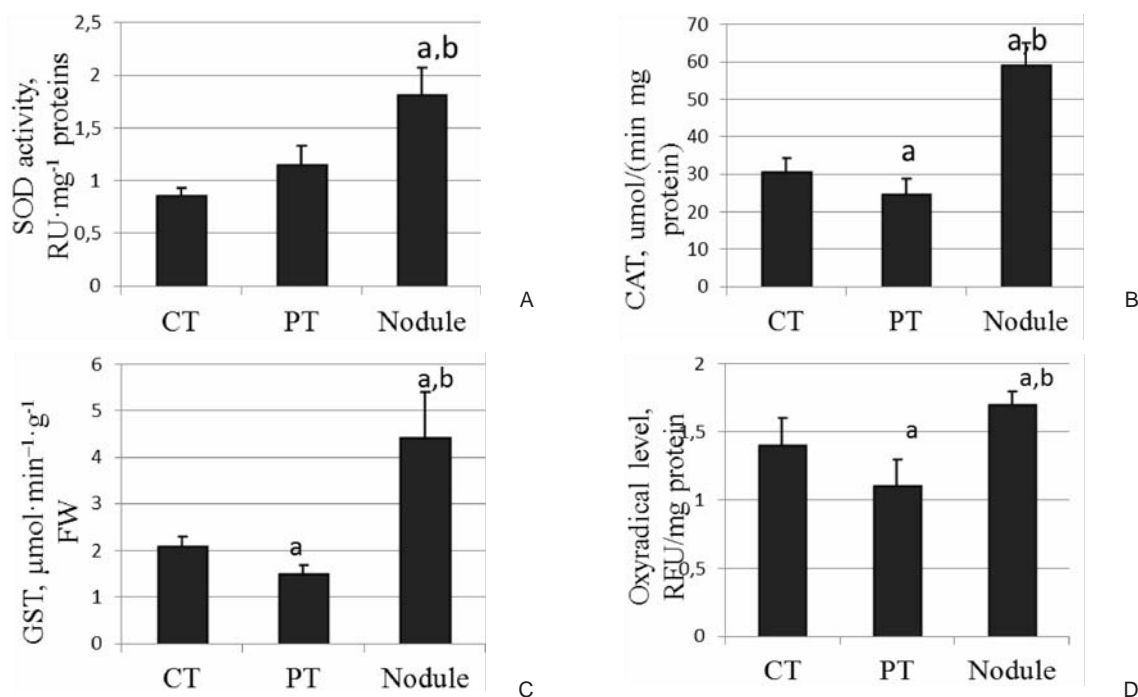 SOD activity,
RU·mg⁻¹ proteins
2,5
2
1,5
1
0,5
0
a,b
CT PT Nodule
A
CAT, umol/(min mg
protein)
70
60
50
40
30
20
10
0
a
a,b
CT PT Nodule
B
GST, µmol·min⁻¹·g⁻¹
FW
6
5
4
3
2
1
0
a
a,b
CT PT Nodule
C
Oxyradical level,
RFU/mg protein
2
1,5
1
0,5
0
a
a,b
CT PT Nodule
D